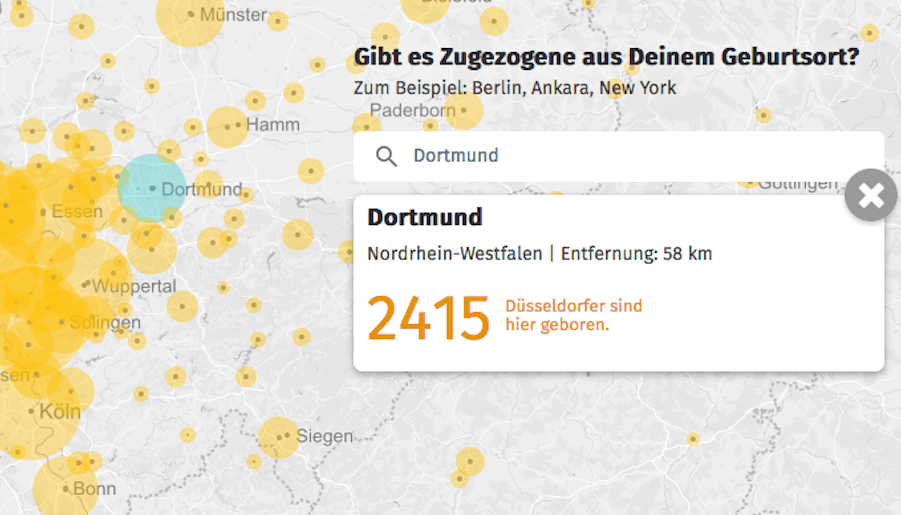 Münster
Gibt es Zugezogene aus Deinem Geburtsort?
Zum Beispiel: Berlin, Ankara, New York
Paderborn
Hamm
Dortmund
Dortmund
Göttingen
Essen
Dortmund
Nordrhein-Westfalen | Entfernung: 58 km
Wuppertal
2415
Düsseldorfer sind
hier geboren.
Solingen
sen
Köln
Siegen
Bonn